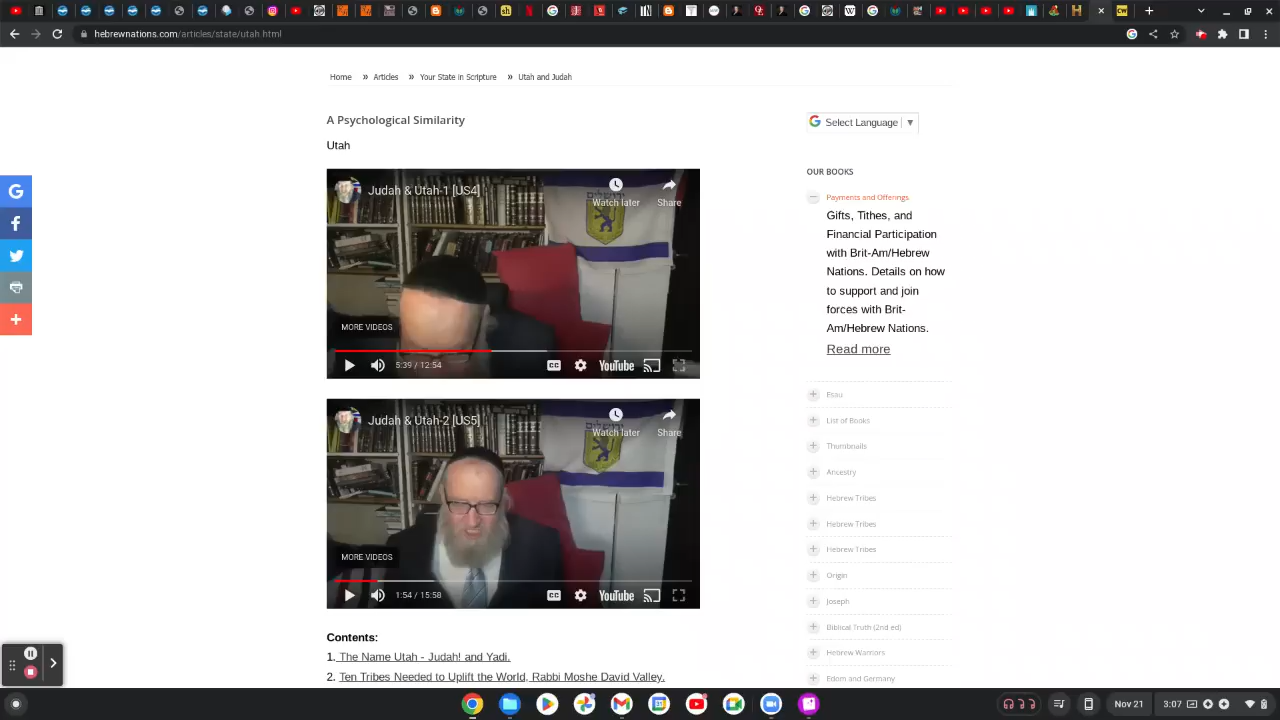 hebrewnations.com/articles/state/utah.html
Home » Articles » Your State in Scripture » Utah and Judah
A Psychological Similarity
Utah
Judah & Utah-1 [US4]
Watch later
Share
MORE VIDEOS
5:39 / 12:54
CC
YouTube
Judah & Utah-2 [US5]
Watch later
Share
MORE VIDEOS
1:54 / 15:58
CC
YouTube
Contents:
1. The Name Utah - Judah! and Yadi.
2. Ten Tribes Needed to Uplift the World, Rabbi Moshe David Valley.
Select Language ▼
OUR BOOKS
Payments and Offerings
Gifts, Tithes, and
Financial Participation
with Brit-Am/Hebrew
Nations. Details on how
to support and join
forces with Brit-
Am/Hebrew Nations.
Read more
Esau
List of Books
Thumbnails
Ancestry
Hebrew Tribes
Hebrew Tribes
Hebrew Tribes
Origin
Joseph
Biblical Truth (2nd ed)
Hebrew Warriors
Edom and Germany
Nov 21
3:07